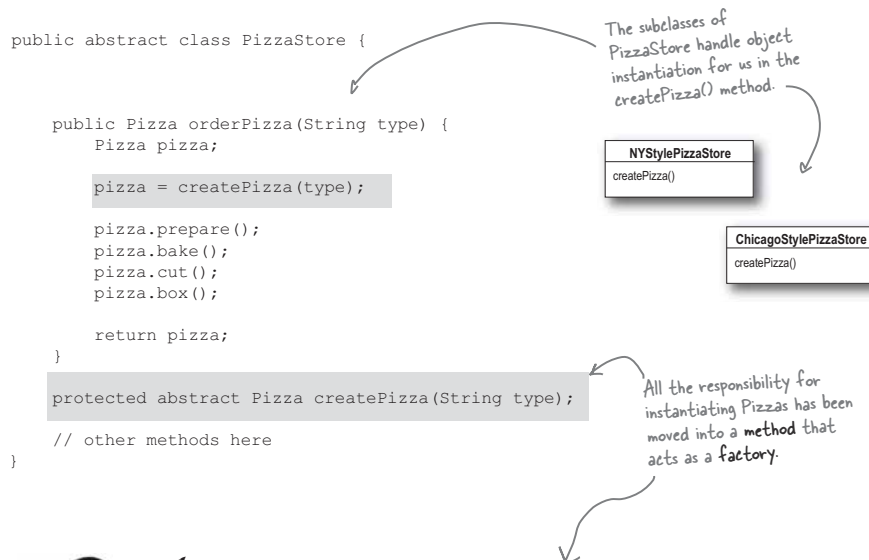 public abstract class PizzaStore {
public Pizza orderPizza(String type) {
Pizza pizza;
pizza = createPizza(type);
pizza.prepare();
pizza.bake();
pizza.cut();
pizza.box();
return pizza;
}
protected abstract Pizza createPizza(String type);
// other methods here
}
The subclasses of
PizzaStore handle object
instantiation for us in the
createPizza() method.
NYStylePizzaStore
createPizza()
ChicagoStylePizzaStore
createPizza()
All the responsibility for
instantiating Pizzas has been
moved into a method that
acts as a factory.